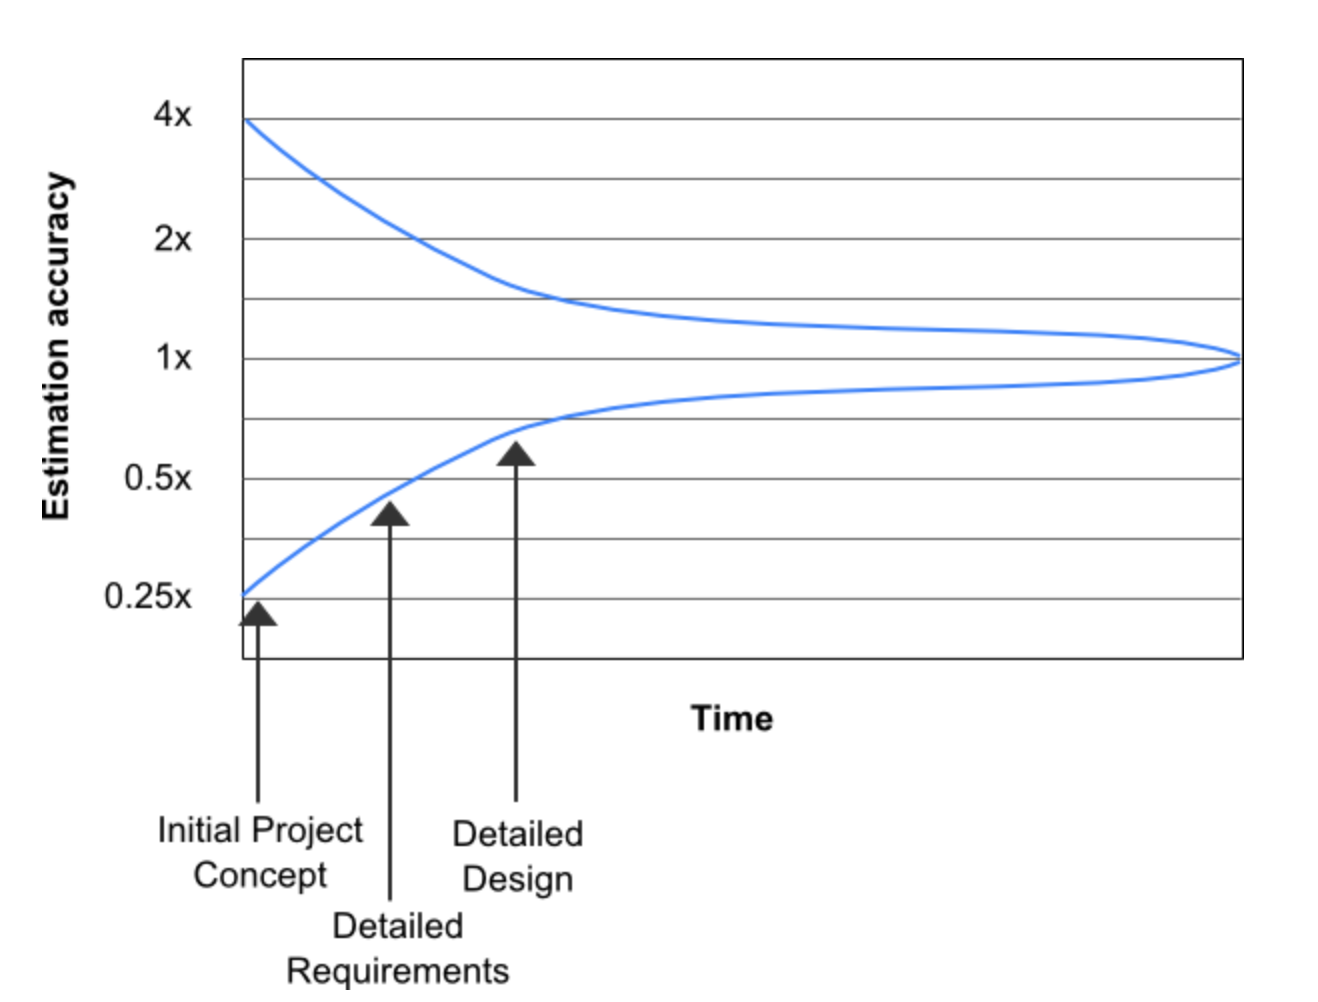 4x
2x
1x
0.5x
0.25x
Estimation accuracy
Time
Initial Project
Concept
Detailed
Requirements
Detailed
Design